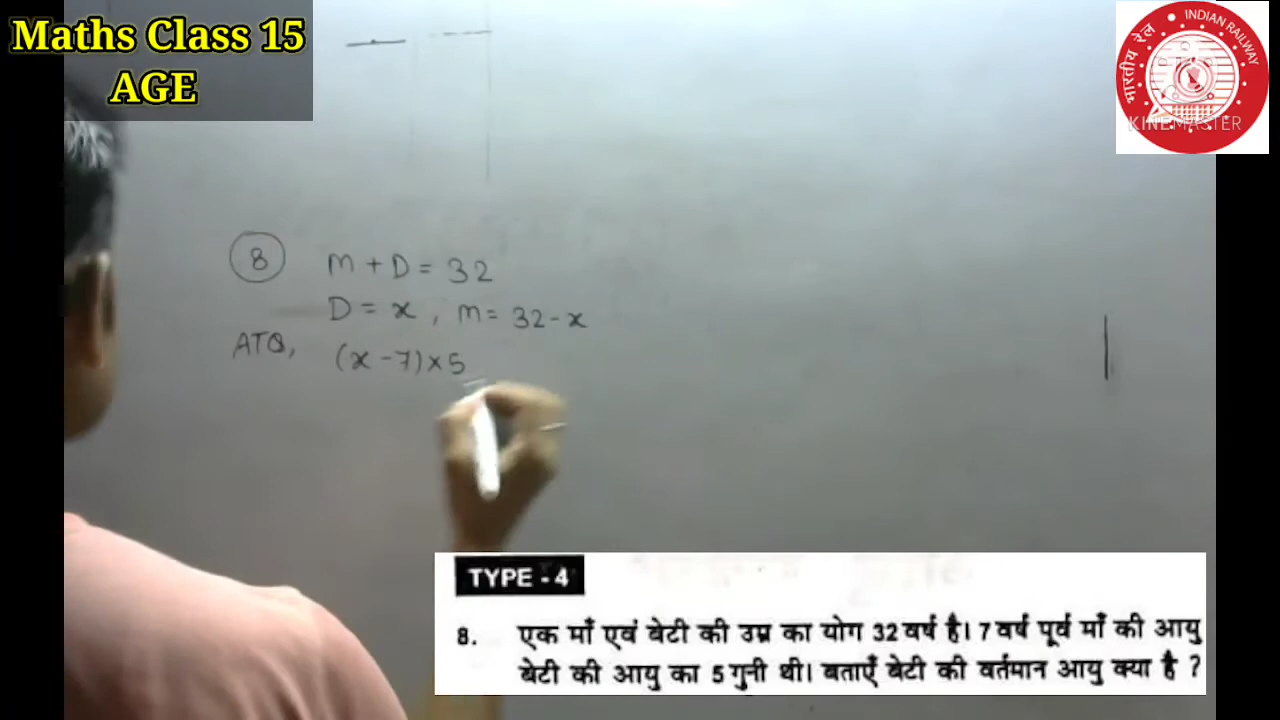 Maths Class 15
AGE
भारतीय रेल
INDIAN RAILWAY
KINEMASTER
8 M + D = 32
D = x, m = 32 - x
ATQ, (x - 7) × 5
TYPE - 4
8. एक माँ एवं बेटी की उम्र का योग 32 वर्ष है। 7 वर्ष पूर्व माँ की आयु
बेटी की आयु का 5 गुनी थी। बताएँ बेटी की वर्तमान आयु क्या है ?